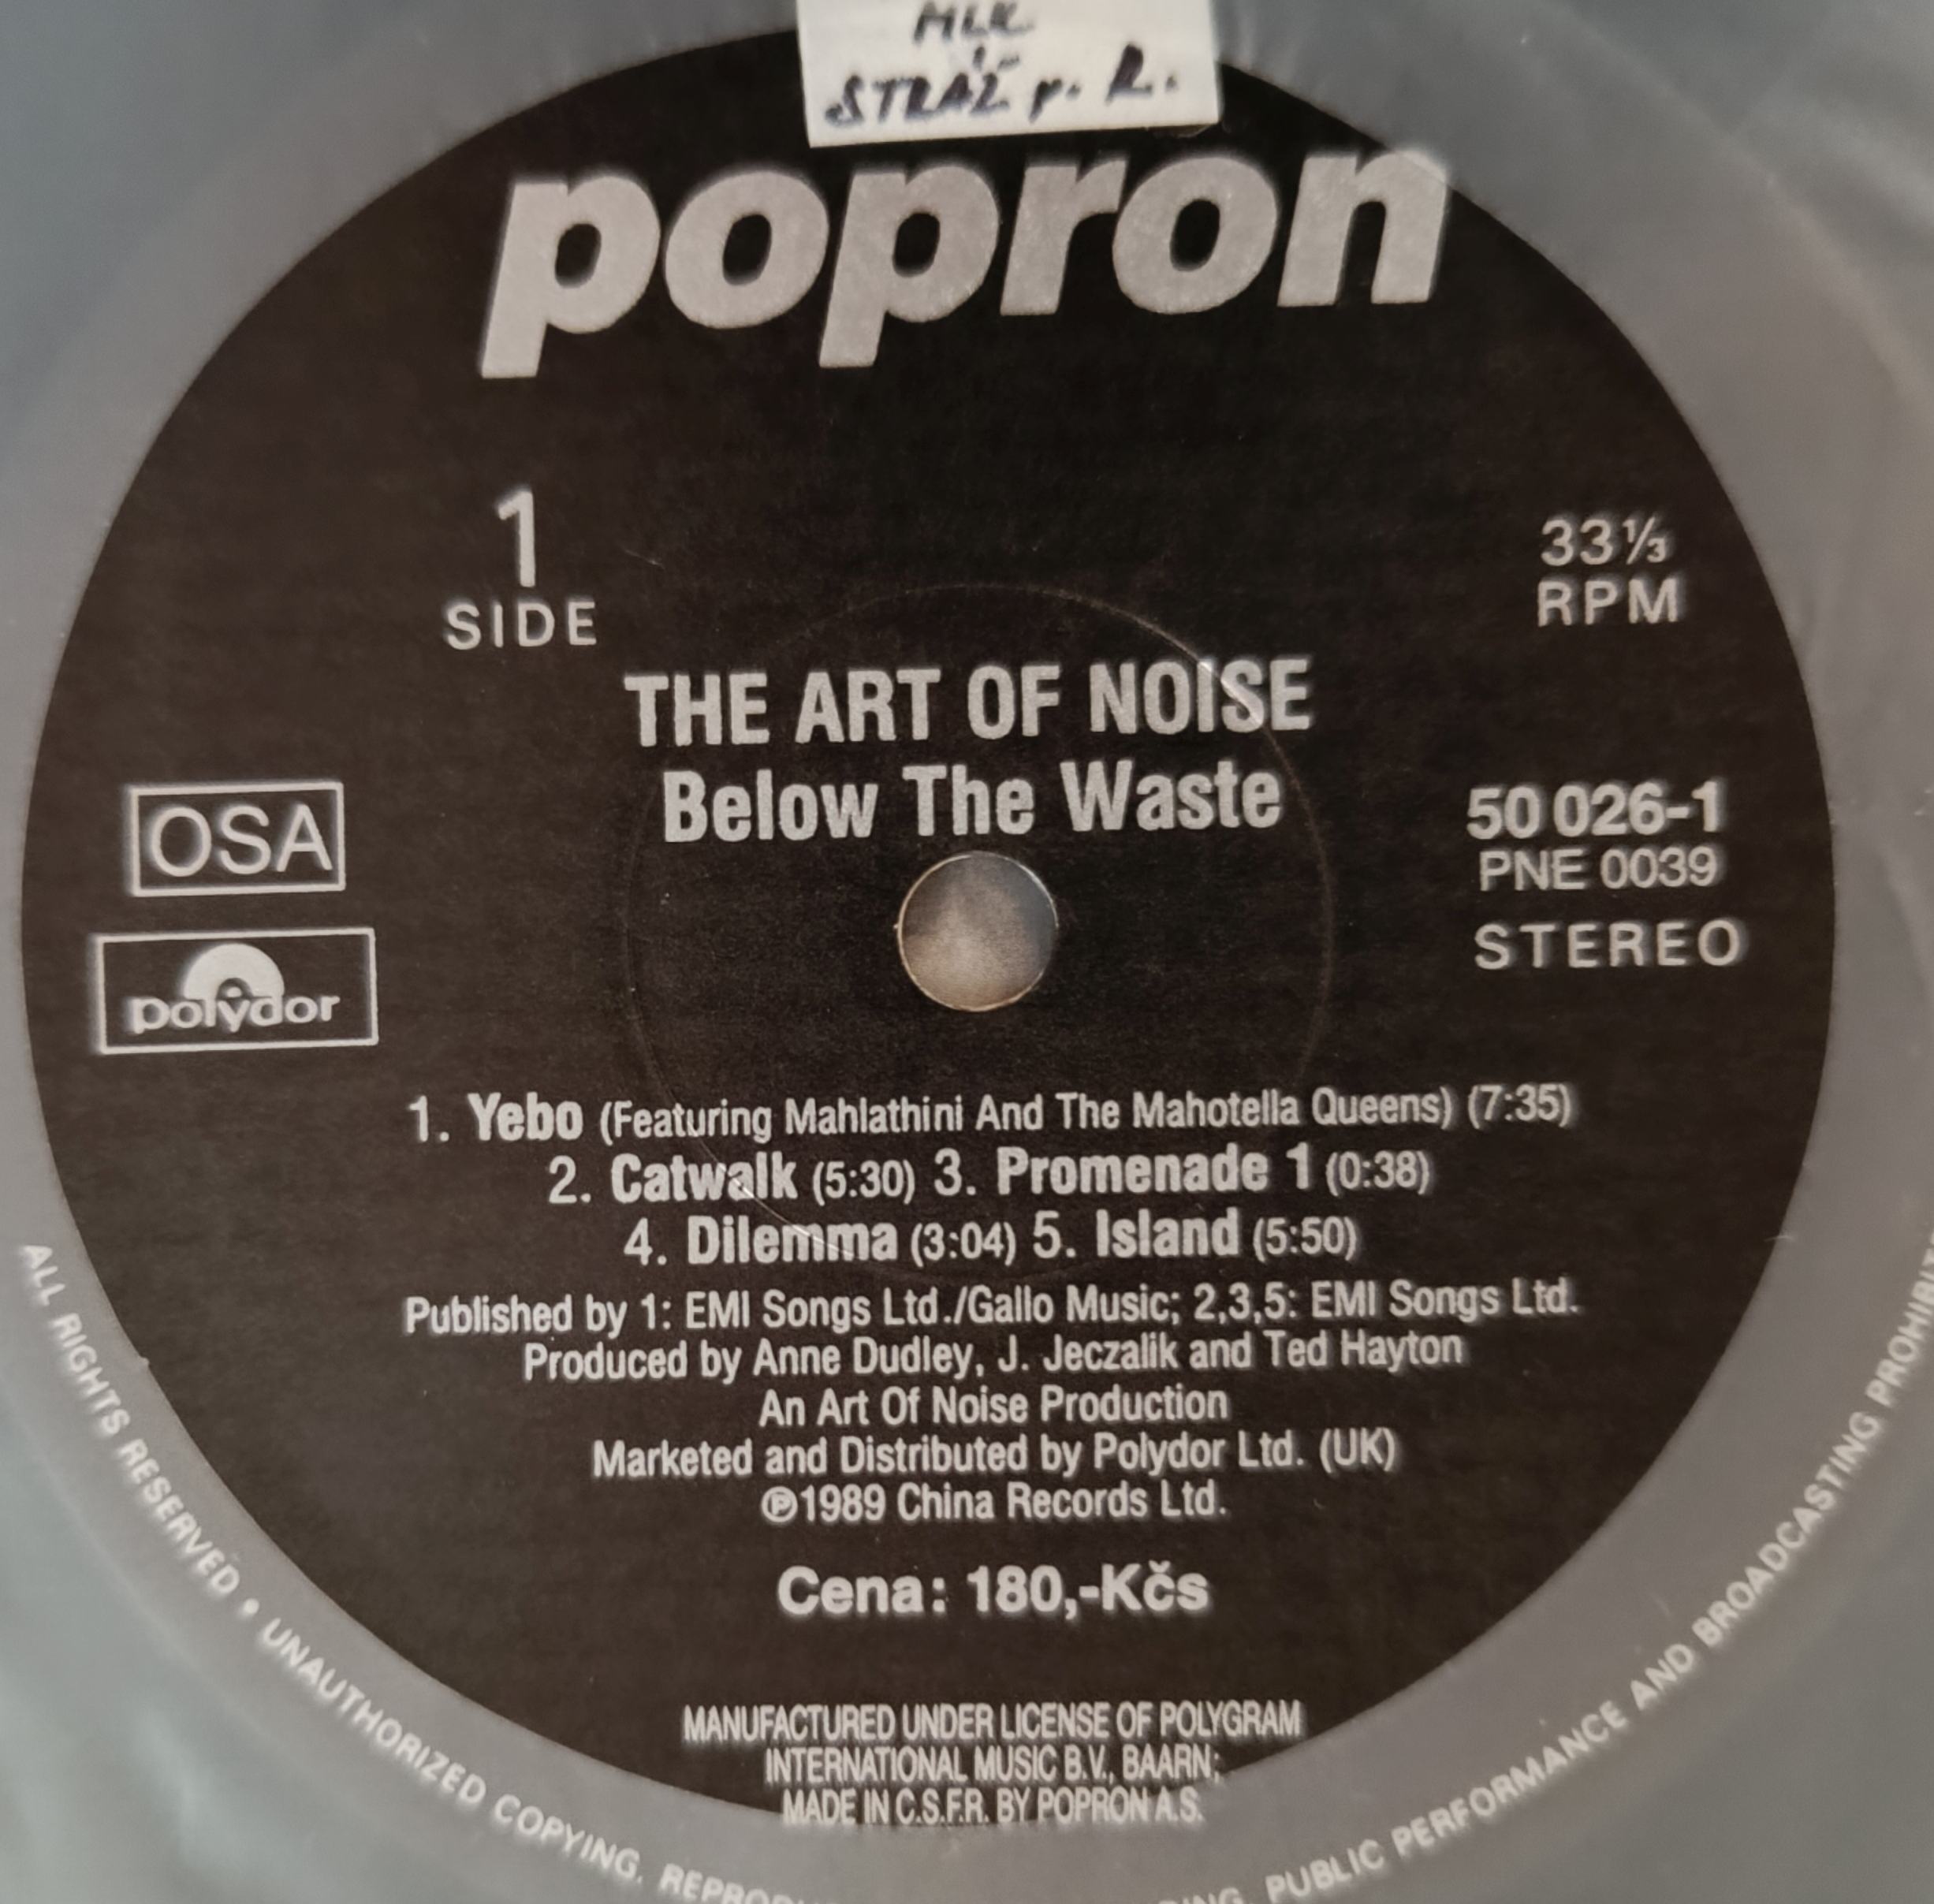 MLK
STRÁŽ p. R.
popron
1
SIDE
33⅓
RPM
THE ART OF NOISE
Below The Waste
OSA
polydor
50 026-1
PNE 0039
STEREO
1. Yebo (Featuring Mahlathini And The Mahotella Queens) (7:35)
2. Catwalk (5:30) 3. Promenade 1 (0:38)
4. Dilemma (3:04) 5. Island (5:50)
Published by 1: EMI Songs Ltd./Gallo Music; 2,3,5: EMI Songs Ltd.
Produced by Anne Dudley, J. Jeczalik and Ted Hayton
An Art Of Noise Production
Marketed and Distributed by Polydor Ltd. (UK)
℗1989 China Records Ltd.
Cena: 180,-Kčs
MANUFACTURED UNDER LICENSE OF POLYGRAM
INTERNATIONAL MUSIC B.V., BAARN;
MADE IN C.S.F.R. BY POPRON A.S.
ALL RIGHTS RESERVED • UNAUTHORIZED COPYING, PUBLIC PERFORMANCE AND BROADCASTING